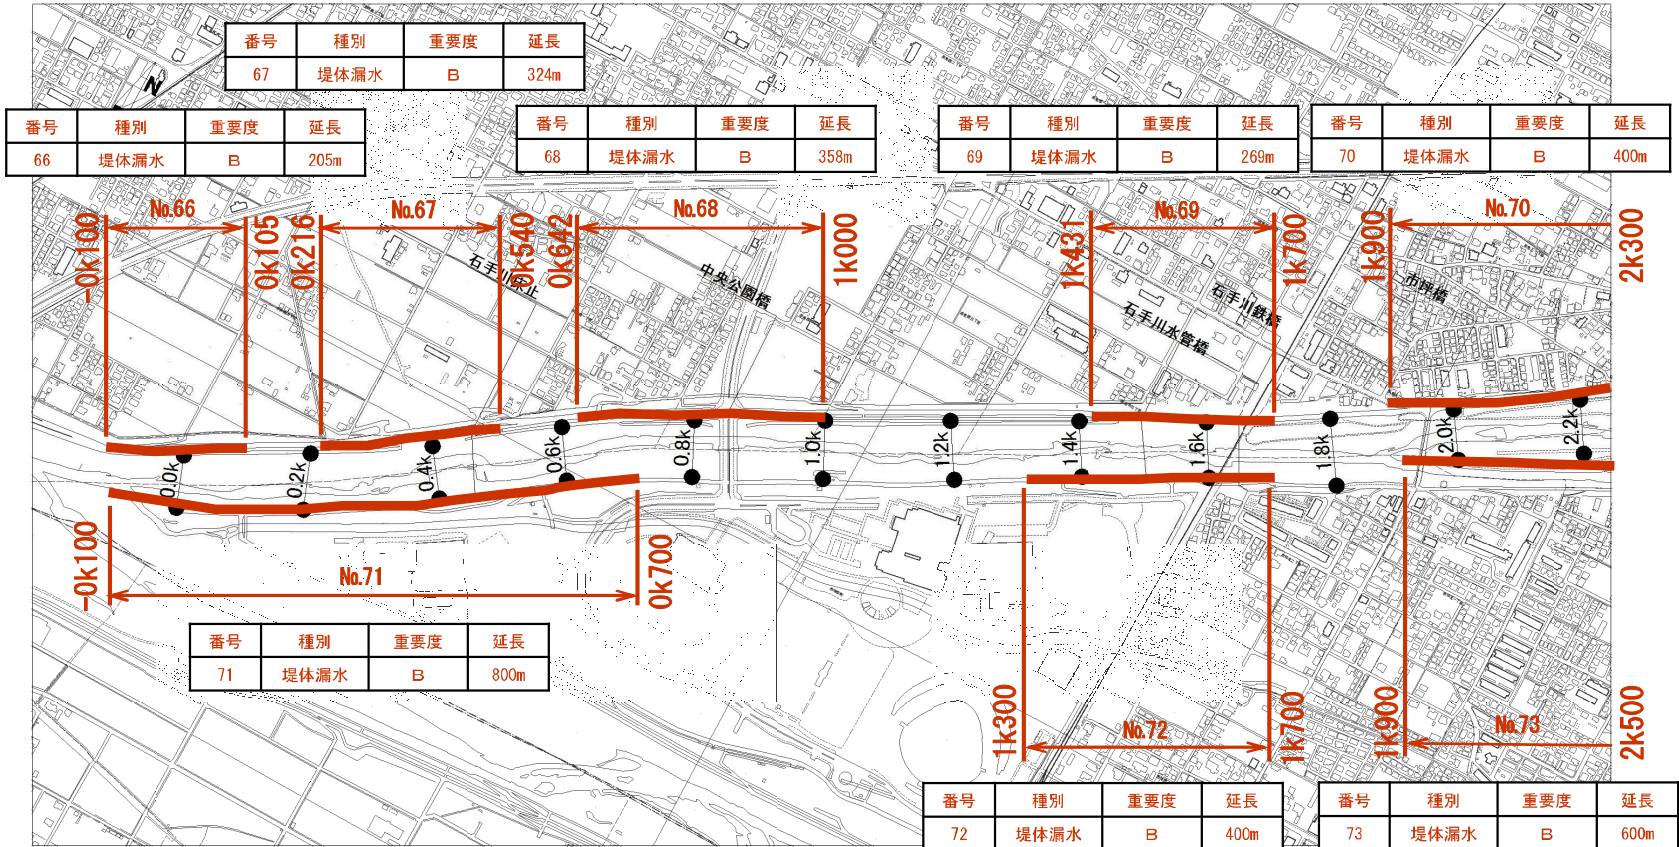 番号 種別 重要度 延長
67 堤体漏水 B 324m
番号 種別 重要度 延長
66 堤体漏水 B 205m
番号 種別 重要度 延長
68 堤体漏水 B 358m
番号 種別 重要度 延長
69 堤体漏水 B 269m
番号 種別 重要度 延長
70 堤体漏水 B 400m
N
No.66
No.67
No.68
No.69
No.70
-0k100
0k105
0k216
0k540
0k642
1k000
1k431
1k700
1k900
2k300
中央公園橋
石手川水管橋
石手川鉄橋
市坪橋
0.0k
0.2k
0.4k
0.6k
0.8k
1.0k
1.2k
1.4k
1.6k
1.8k
2.0k
2.2k
-0k100
No.71
0k700
番号 種別 重要度 延長
71 堤体漏水 B 800m
1k300
No.72
1k700
1k900
No.73
2k500
番号 種別 重要度 延長
72 堤体漏水 B 400m
番号 種別 重要度 延長
73 堤体漏水 B 600m